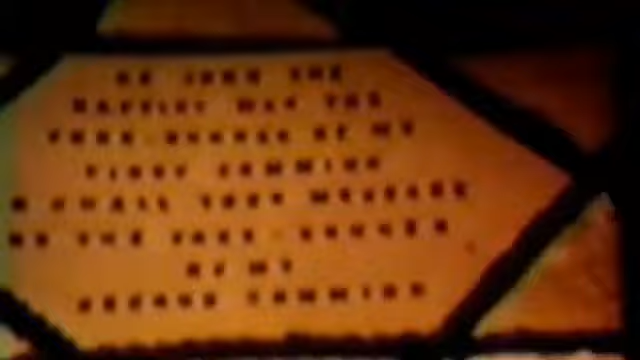 AS JOHN THE
BAPTIST WAS THE
FORE-RUNNER OF MY
FIRST COMMING
SO SHALL THEY MESSAGE
BE THE FORE-RUNNER
OF MY
SECOND COMMING